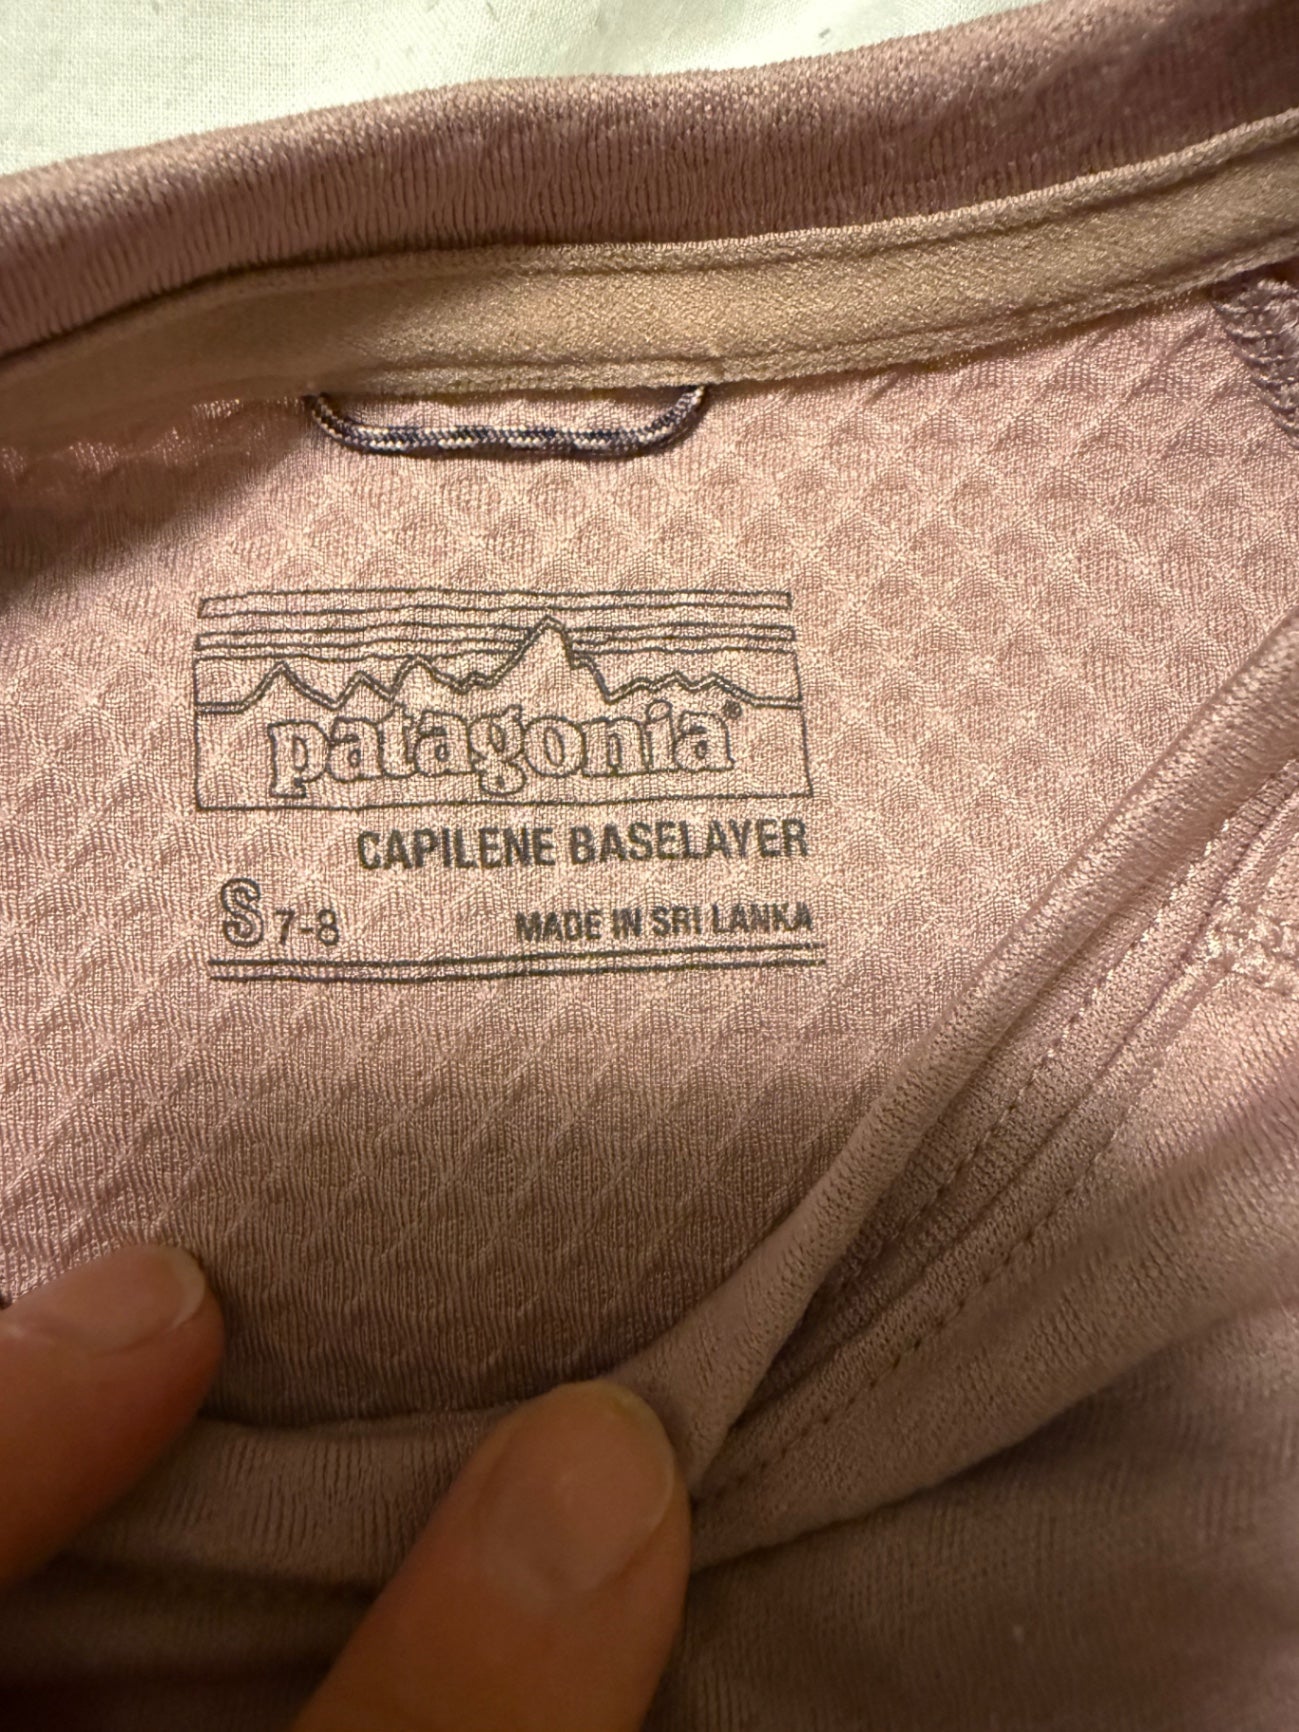 patagonia®
CAPILENE BASELAYER
S 7-8 MADE IN SRI LANKA